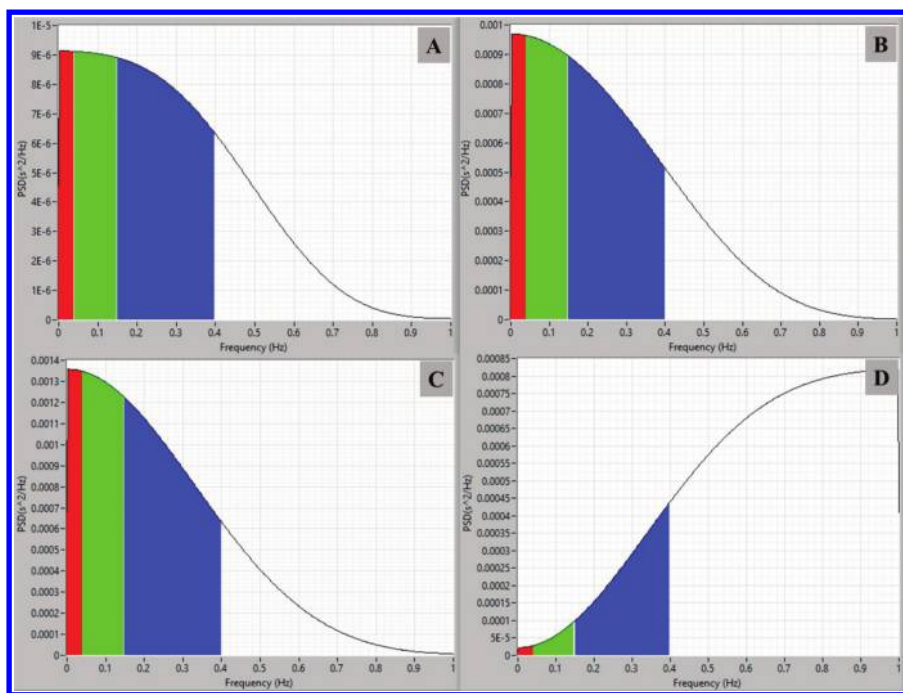 A
PSD(s^2/Hz)
1E-5
9E-6
8E-6
7E-6
6E-6
5E-6
4E-6
3E-6
2E-6
1E-6
0
0 0.1 0.2 0.3 0.4 0.5 0.6 0.7 0.8 0.9 1
Frequency (Hz)
B
PSD(s^2/Hz)
0.001
0.0009
0.0008
0.0007
0.0006
0.0005
0.0004
0.0003
0.0002
0.0001
0
0 0.1 0.2 0.3 0.4 0.5 0.6 0.7 0.8 0.9 1
Frequency (Hz)
C
PSD(s^2/Hz)
0.0014
0.0013
0.0012
0.0011
0.001
0.0009
0.0008
0.0007
0.0006
0.0005
0.0004
0.0003
0.0002
0.0001
0
0 0.1 0.2 0.3 0.4 0.5 0.6 0.7 0.8 0.9 1
Frequency (Hz)
D
PSD(s^2/Hz)
0.00085
0.0008
0.00075
0.0007
0.00065
0.0006
0.00055
0.0005
0.00045
0.0004
0.00035
0.0003
0.00025
0.0002
0.00015
0.0001
5E-5
0
0 0.1 0.2 0.3 0.4 0.5 0.6 0.7 0.8 0.9 1
Frequency (Hz)